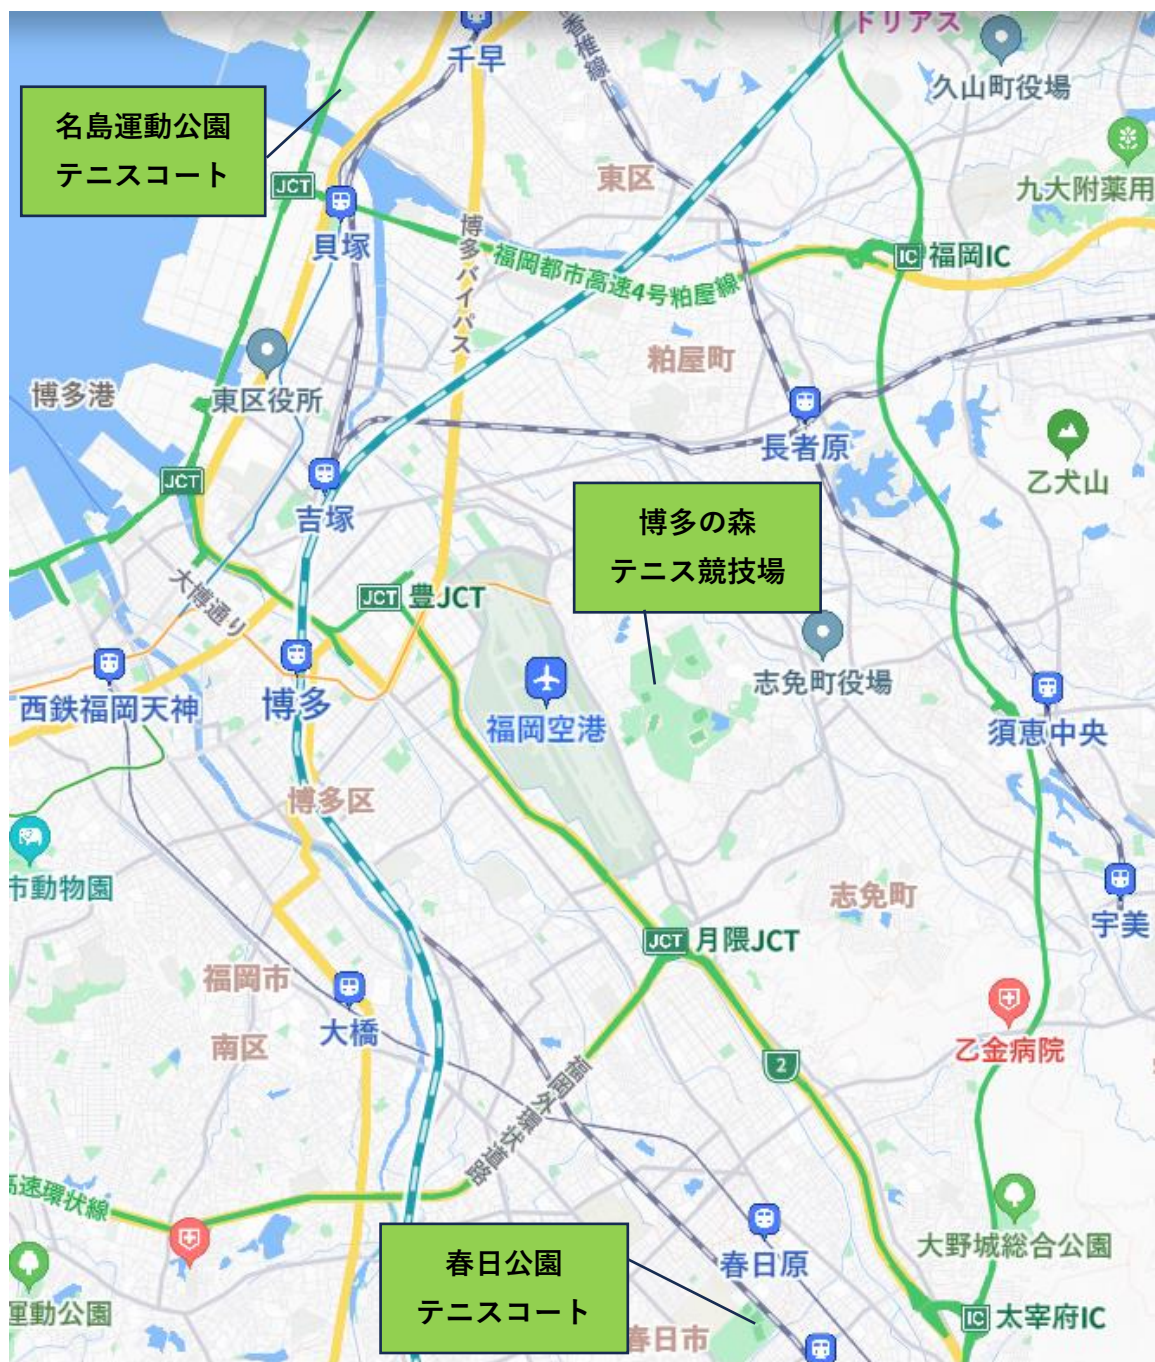 ドリアス
千早
香椎線
久山町役場
名島運動公園
テニスコート
東区
JCT
九大附薬用
貝塚
博多バイパス
福岡都市高速4号粕屋線
IC 福岡IC
粕屋町
博多港
東区役所
長者原
乙犬山
JCT
吉塚
博多の森
テニス競技場
大博通り
JCT 豊JCT
西鉄福岡天神
博多
福岡空港
志免町役場
須恵中央
博多区
市動物園
志免町
宇美
JCT 月隈JCT
福岡市
南区
大橋
乙金病院
2
福岡外環状道路
高速環状線
春日公園
テニスコート
春日原
大野城総合公園
運動公園
春日市
IC 太宰府IC